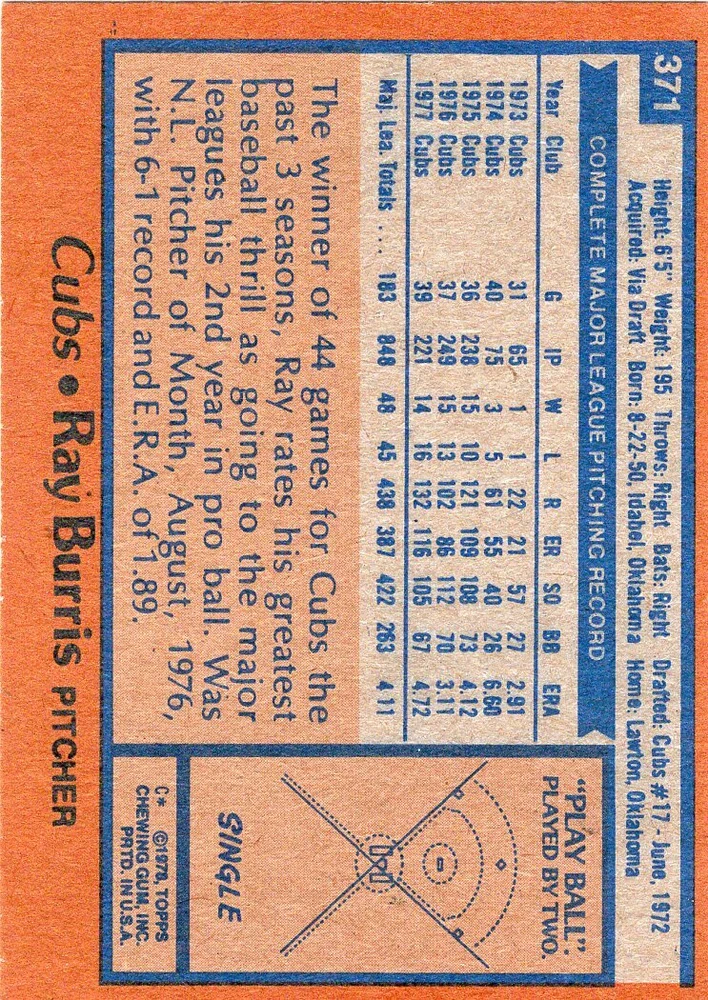 371
Height: 6'5" Weight: 195 Throws: Right Bats: Right Drafted: Cubs #17 - June, 1972
Acquired: Via Draft Born: 8-22-50, Idabel, Oklahoma Home: Lawton, Oklahoma
COMPLETE MAJOR LEAGUE PITCHING RECORD
Year Club G IP W L R ER SO BB ERA
1973 Cubs 31 65 1 1 22 21 57 27 2.91
1974 Cubs 40 75 3 5 61 55 40 26 6.60
1975 Cubs 36 238 15 10 121 109 108 73 4.12
1976 Cubs 37 249 15 13 102 86 112 70 3.11
1977 Cubs 39 221 14 16 132 116 105 67 4.72
Maj. Lea. Totals .... 183 848 48 45 438 387 422 263 4.11
The winner of 44 games for Cubs the
past 3 seasons, Ray rates his greatest
baseball thrill as going to the major
leagues his 2nd year in pro ball. Was
N.L. Pitcher of Month, August, 1976,
with 6-1 record and E.R.A. of 1.89.
"PLAY BALL":
PLAYED BY TWO.
SINGLE
C* ©1978, TOPPS
CHEWING GUM, INC.
PRTD. IN U.S.A.
Cubs • Ray Burris PITCHER